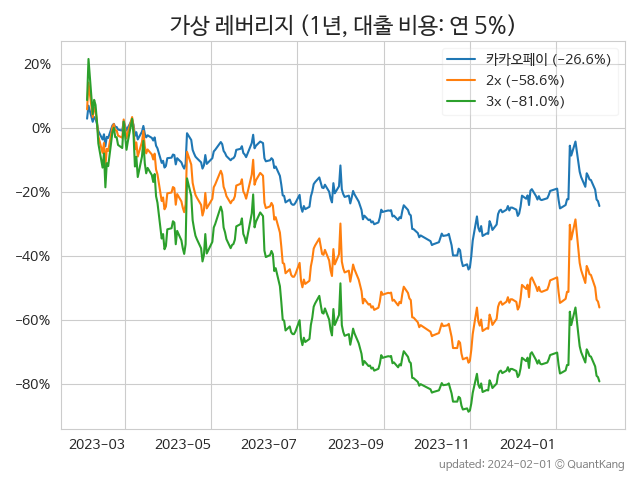 가상 레버리지 (1년, 대출 비용: 연 5%)
카카오페이 (−26.6%)
2x (−58.6%)
3x (−81.0%)
20%
0%
−20%
−40%
−60%
−80%
2023−03 2023−05 2023−07 2023−09 2023−11 2024−01
updated: 2024−02−01 © QuantKang